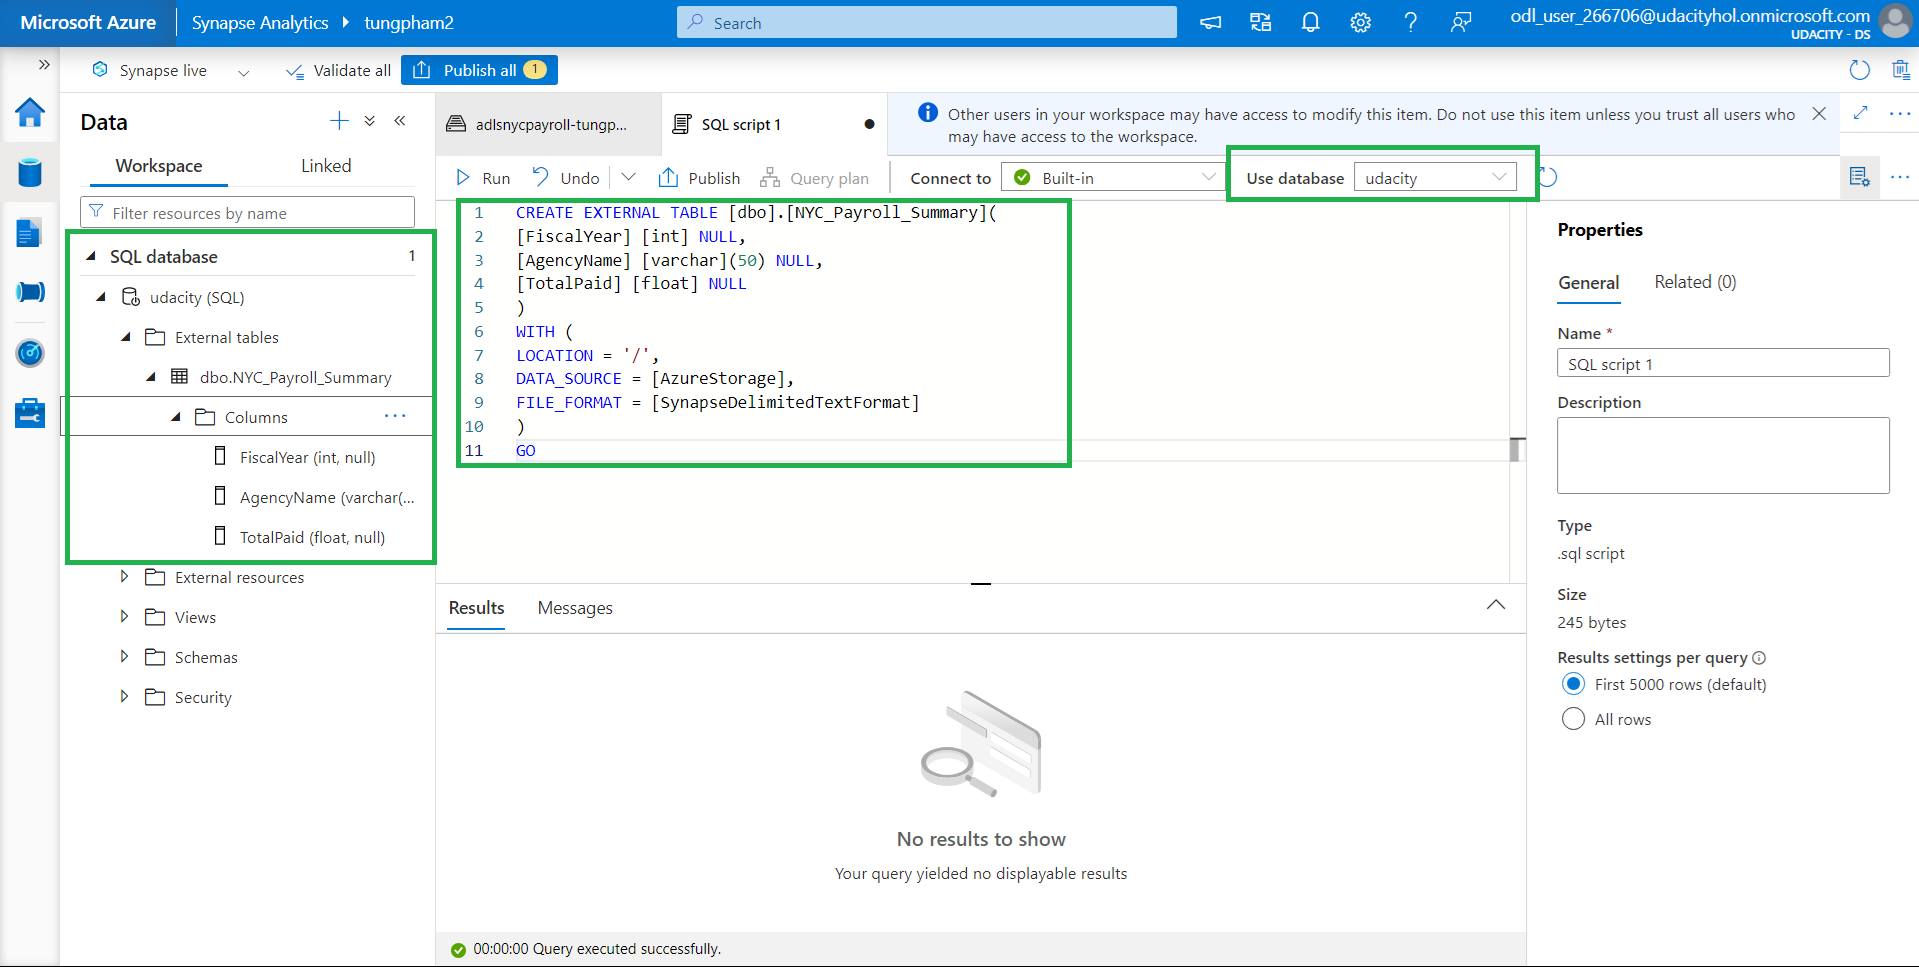 Microsoft Azure
Synapse Analytics
tungpham2
Search
odl_user_266706@udacityhol.onmicrosoft.com
UDACITY - DS
Synapse live
Validate all
Publish all 1
Data
Workspace
Linked
Filter resources by name
SQL database 1
udacity (SQL)
External tables
dbo.NYC_Payroll_Summary
Columns
FiscalYear (int, null)
AgencyName (varchar(...
TotalPaid (float, null)
External resources
Views
Schemas
Security
adlsnycpayroll-tungp...
SQL script 1
Other users in your workspace may have access to modify this item. Do not use this item unless you trust all users who
may have access to the workspace.
Run
Undo
Publish
Query plan
Connect to
Built-in
Use database
udacity
1 CREATE EXTERNAL TABLE [dbo].[NYC_Payroll_Summary](
2 [FiscalYear] [int] NULL,
3 [AgencyName] [varchar](50) NULL,
4 [TotalPaid] [float] NULL
5 )
6 WITH (
7 LOCATION = '/',
8 DATA_SOURCE = [AzureStorage],
9 FILE_FORMAT = [SynapseDelimitedTextFormat]
10 )
11 GO
Results
Messages
No results to show
Your query yielded no displayable results
00:00:00 Query executed successfully.
Properties
General
Related (0)
Name *
SQL script 1
Description
Type
.sql script
Size
245 bytes
Results settings per query
First 5000 rows (default)
All rows